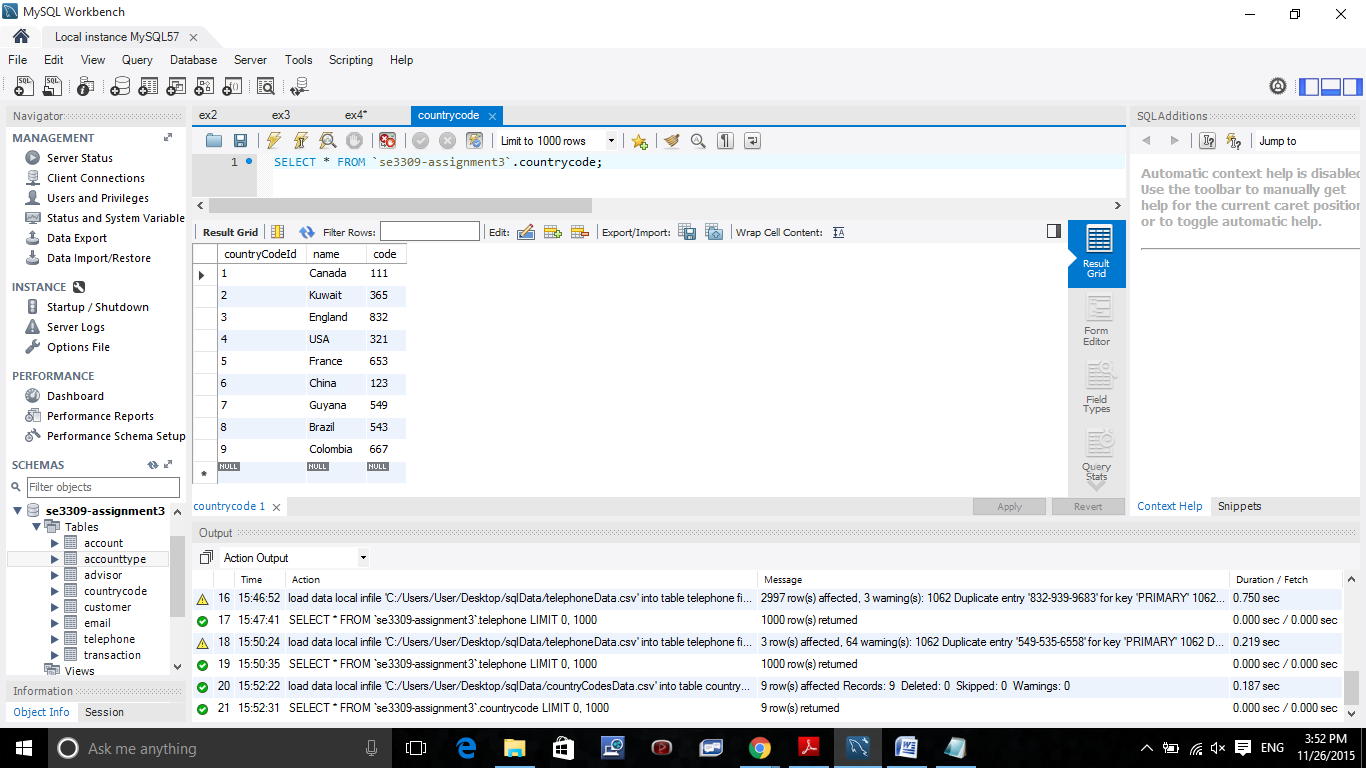 MySQL Workbench
Local instance MySQL57
File Edit View Query Database Server Tools Scripting Help
Navigator
MANAGEMENT
Server Status
Client Connections
Users and Privileges
Status and System Variable
Data Export
Data Import/Restore
INSTANCE
Startup / Shutdown
Server Logs
Options File
PERFORMANCE
Dashboard
Performance Reports
Performance Schema Setup
SCHEMAS
Filter objects
se3309-assignment3
Tables
account
accounttype
advisor
countrycode
customer
email
telephone
transaction
Views
Information
Object Info Session
ex2 ex3 ex4* countrycode
Limit to 1000 rows
1 SELECT * FROM `se3309-assignment3`.countrycode;
Result Grid Filter Rows: Edit: Export/Import: Wrap Cell Content: IA
countryCodeId name code
1 Canada 111
2 Kuwait 365
3 England 832
4 USA 321
5 France 653
6 China 123
7 Guyana 549
8 Brazil 543
9 Colombia 667
* NULL NULL NULL
Result
Grid
Form
Editor
Field
Types
Query
Stats
countrycode 1 Apply Revert
SQLAdditions
Jump to
Automatic context help is disabled
Use the toolbar to manually get
help for the current caret position
or to toggle automatic help.
Context Help Snippets
Output
Action Output
Time Action Message Duration / Fetch
16 15:46:52 load data local infile 'C:/Users/User/Desktop/sqlData/telephoneData.csv' into table telephone fi... 2997 row(s) affected, 3 warning(s): 1062 Duplicate entry '832-939-9683' for key 'PRIMARY' 1062... 0.750 sec
17 15:47:41 SELECT * FROM `se3309-assignment3`.telephone LIMIT 0, 1000 1000 row(s) returned 0.000 sec / 0.000 sec
18 15:50:24 load data local infile 'C:/Users/User/Desktop/sqlData/telephoneData.csv' into table telephone fi... 3 row(s) affected, 64 warning(s): 1062 Duplicate entry '549-535-6558' for key 'PRIMARY' 1062 D... 0.219 sec
19 15:50:35 SELECT * FROM `se3309-assignment3`.telephone LIMIT 0, 1000 1000 row(s) returned 0.000 sec / 0.000 sec
20 15:52:22 load data local infile 'C:/Users/User/Desktop/sqlData/countryCodesData.csv' into table country... 9 row(s) affected Records: 9 Deleted: 0 Skipped: 0 Warnings: 0 0.187 sec
21 15:52:31 SELECT * FROM `se3309-assignment3`.countrycode LIMIT 0, 1000 9 row(s) returned 0.000 sec / 0.000 sec
Ask me anything
ENG
3:52 PM
11/26/2015